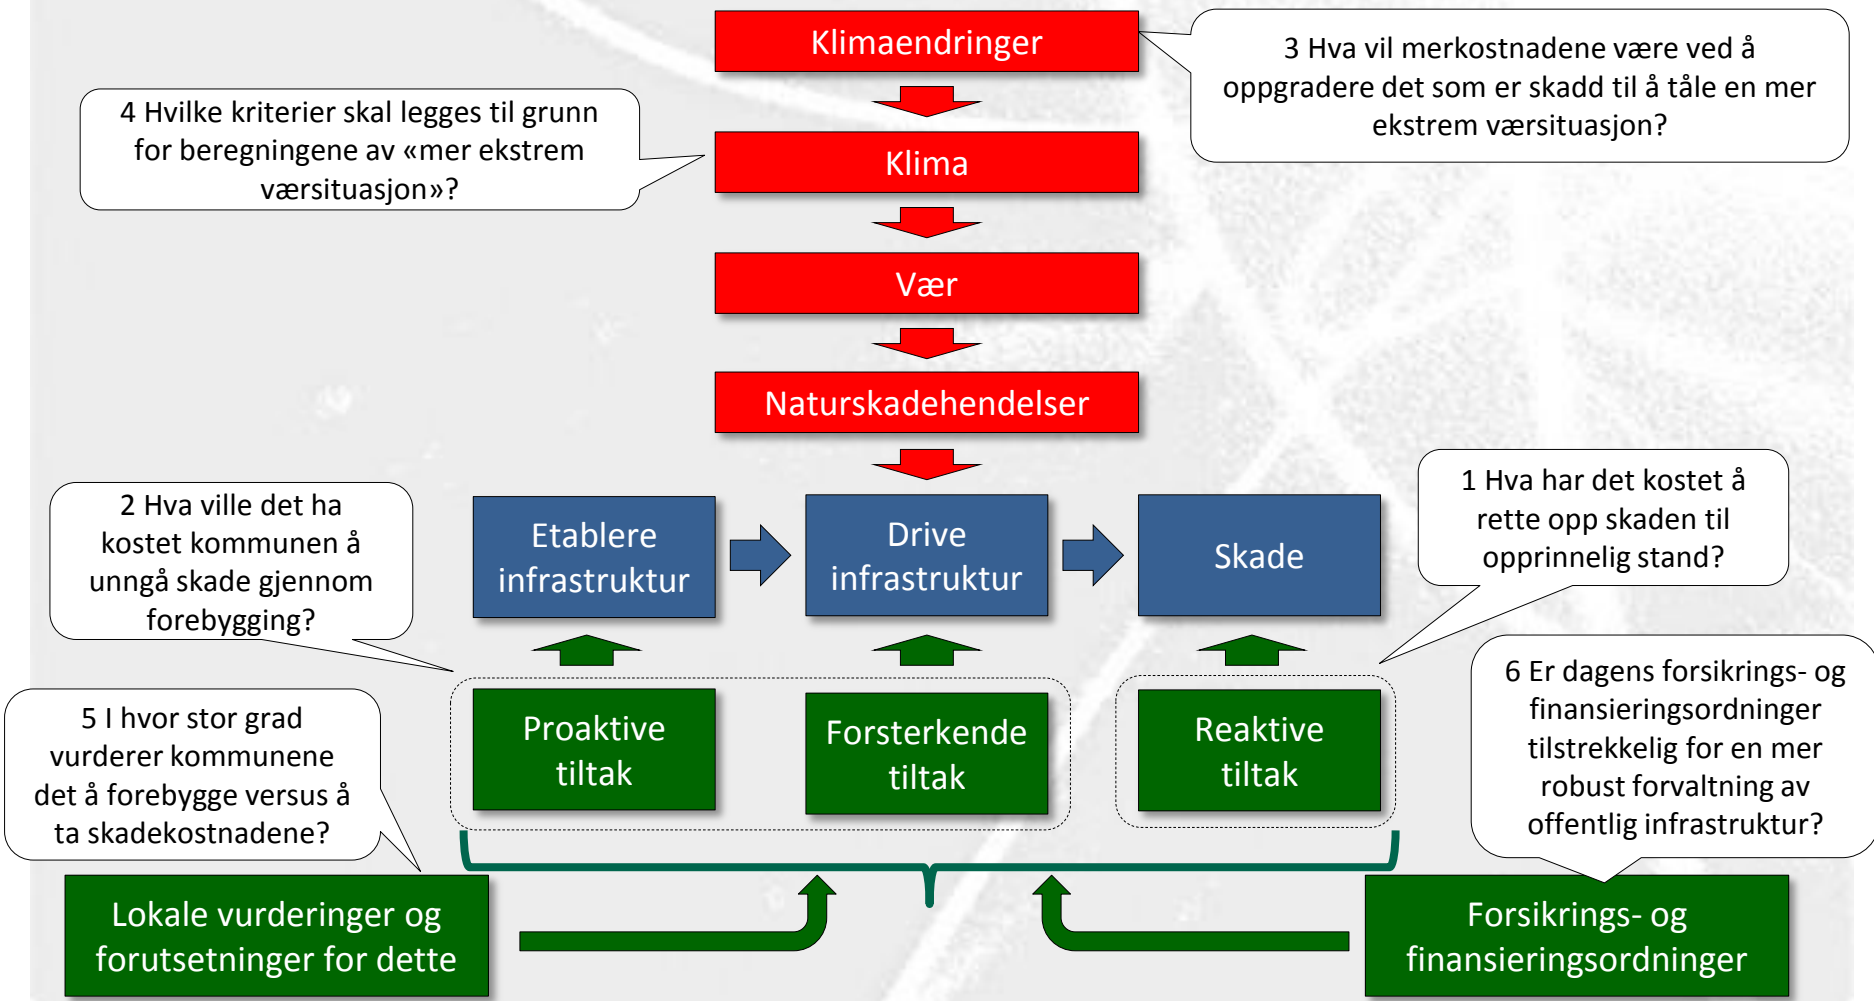 Klimaendringer
3 Hva vil merkostnadene være ved å
oppgradere det som er skadd til å tåle en mer
ekstrem værsituasjon?
4 Hvilke kriterier skal legges til grunn
for beregningene av «mer ekstrem
værsituasjon»?
Klima
Vær
Naturskadehendelser
2 Hva ville det ha
kostet kommunen å
unngå skade gjennom
forebygging?
Etablere
infrastruktur
Drive
infrastruktur
Skade
1 Hva har det kostet å
rette opp skaden til
opprinnelig stand?
5 I hvor stor grad
vurderer kommunene
det å forebygge versus å
ta skadekostnadene?
Proaktive
tiltak
Forsterkende
tiltak
Reaktive
tiltak
6 Er dagens forsikrings- og
finansieringsordninger
tilstrekkelig for en mer
robust forvaltning av
offentlig infrastruktur?
Lokale vurderinger og
forutsetninger for dette
Forsikrings- og
finansieringsordninger